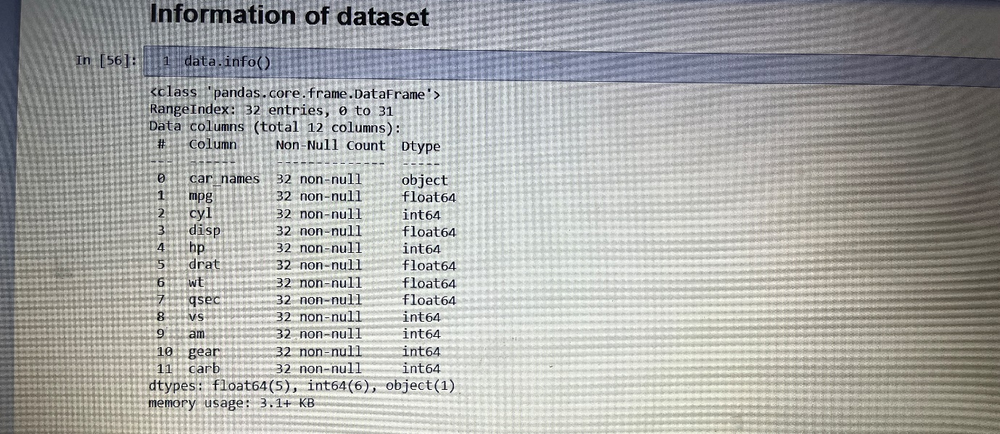 Information of dataset
In [56]: 1 data.info()
<class 'pandas.core.frame.DataFrame'>
RangeIndex: 32 entries, 0 to 31
Data columns (total 12 columns):
# Column Non-Null Count Dtype
--- ------ -------------- -----
0 car_names 32 non-null object
1 mpg 32 non-null float64
2 cyl 32 non-null int64
3 disp 32 non-null float64
4 hp 32 non-null int64
5 drat 32 non-null float64
6 wt 32 non-null float64
7 qsec 32 non-null float64
8 vs 32 non-null int64
9 am 32 non-null int64
10 gear 32 non-null int64
11 carb 32 non-null int64
dtypes: float64(5), int64(6), object(1)
memory usage: 3.1+ KB